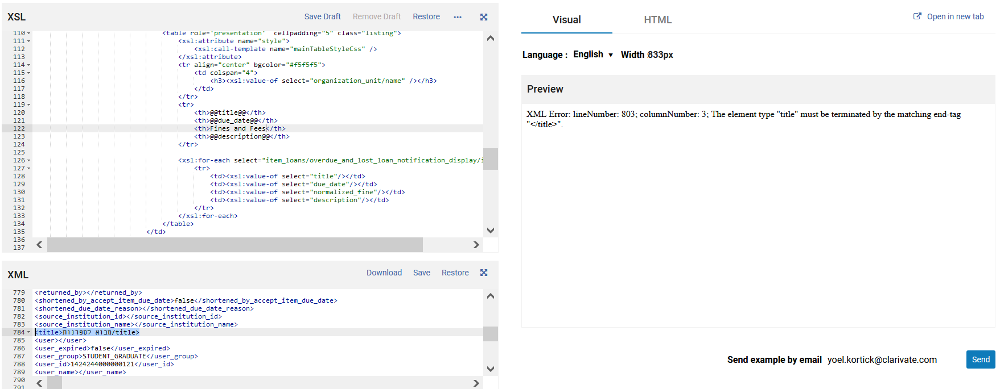 XSL
Save Draft
Remove Draft
Restore
110 <table role='presentation'  cellpadding="5" class="listing">
111 <xsl:attribute name="style">
112 <xsl:call-template name="mainTableStyleCss" />
113 </xsl:attribute>
114 <tr align="center" bgcolor="#f5f5f5">
115 <td colspan="4">
116 <h3><xsl:value-of select="organization_unit/name" /></h3>
117 </td>
118 </tr>
119 <tr>
120 <th>@@title@@</th>
121 <th>@@due_date@@</th>
122 <th>Fines and Fees</th>
123 <th>@@description@@</th>
124 </tr>
125
126 <xsl:for-each select="item_loans/overdue_and_lost_loan_notification_display/i
127 <tr>
128 <td><xsl:value-of select="title"/></td>
129 <td><xsl:value-of select="due_date"/></td>
130 <td><xsl:value-of select="normalized_fine"/></td>
131 <td><xsl:value-of select="description"/></td>
132 </tr>
133 </xsl:for-each>
134 </table>
135 </td>
136
137
XML
Download
Save
Restore
779 <returned_by></returned_by>
780 <shortened_by_accept_item_due_date>false</shortened_by_accept_item_due_date>
781 <shortened_due_date_reason></shortened_due_date_reason>
782 <source_institution_id></source_institution_id>
783 <source_institution_name></source_institution_name>
784 <title>מבוא לספרנות/title>
785 <user></user>
786 <user_expired>false</user_expired>
787 <user_group>STUDENT_GRADUATE</user_group>
788 <user_id>1424244000000121</user_id>
789 <user_name></user_name>
790
791
Visual
HTML
Open in new tab
Language : English Width 833px
Preview
XML Error: lineNumber: 803; columnNumber: 3; The element type "title" must be terminated by the matching end-tag
"</title>".
Send example by email yoel.kortick@clarivate.com
Send